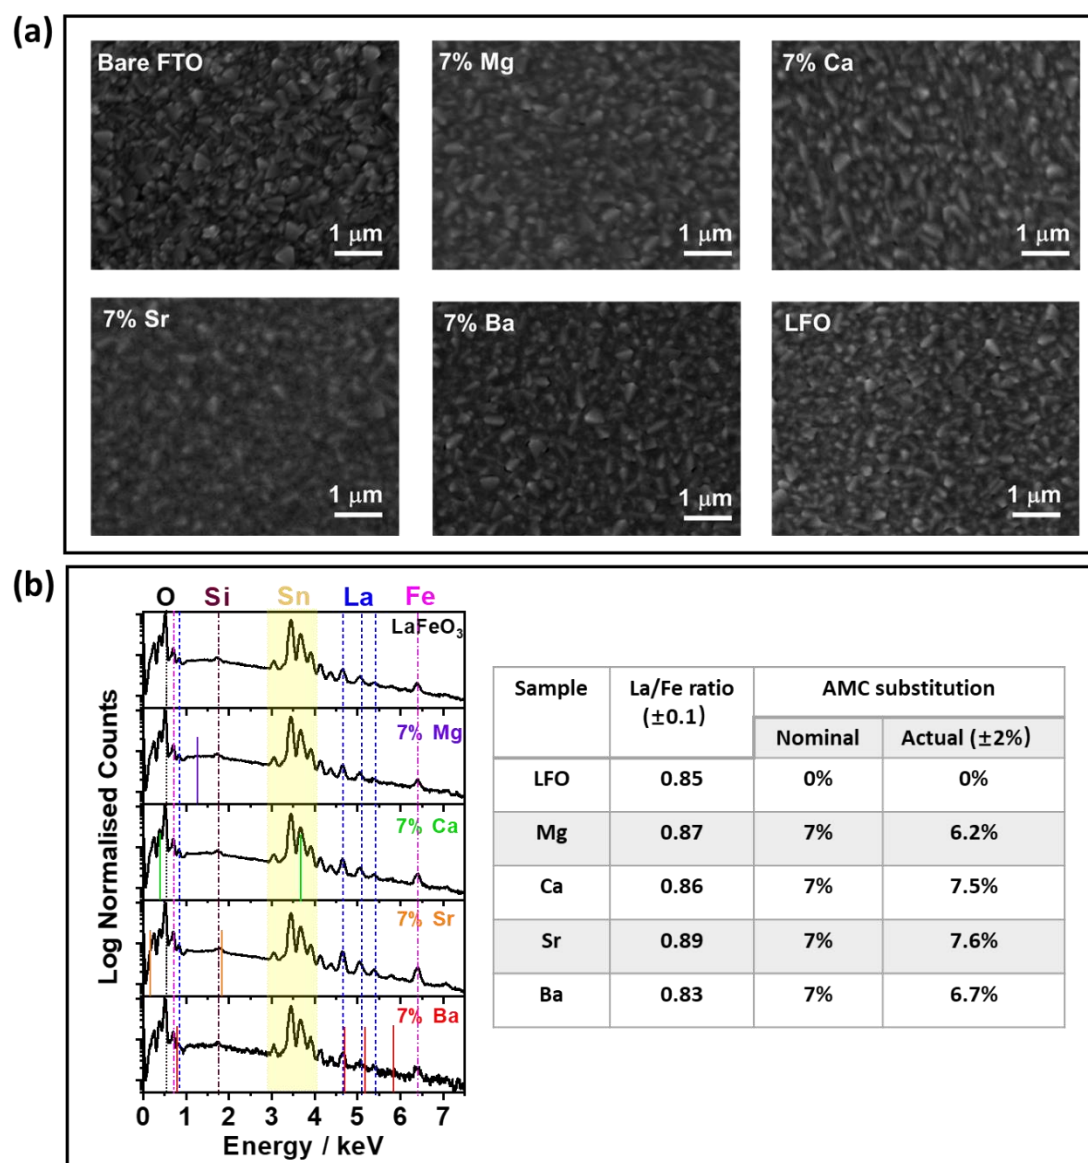 (a)
Bare FTO
1 μm
7% Mg
1 μm
7% Ca
1 μm
7% Sr
1 μm
7% Ba
1 μm
LFO
1 μm
(b)
O Si Sn La Fe
LaFeO₃
7% Mg
7% Ca
7% Sr
7% Ba
Log Normalised Counts
0 1 2 3 4 5 6 7
Energy / keV
Sample La/Fe ratio (±0.1) AMC substitution
Nominal Actual (±2%)
LFO 0.85 0% 0%
Mg 0.87 7% 6.2%
Ca 0.86 7% 7.5%
Sr 0.89 7% 7.6%
Ba 0.83 7% 6.7%